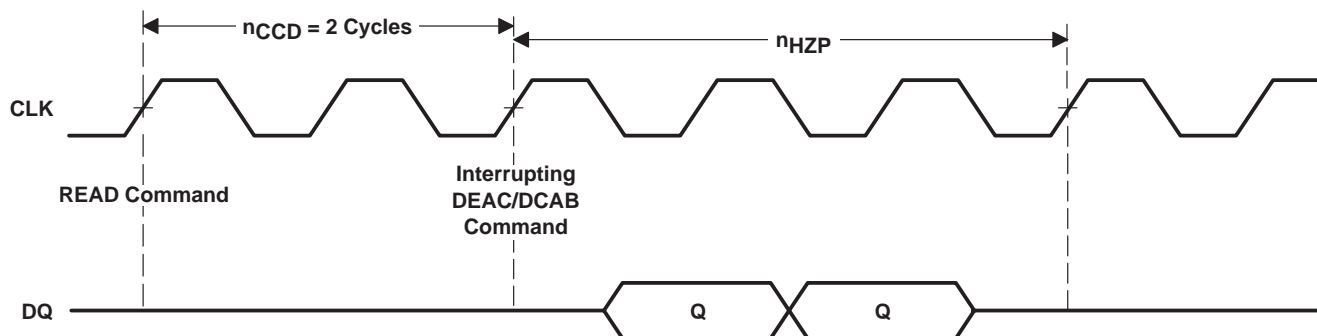 nCCD = 2 Cycles
nHZP
CLK
READ Command
Interrupting
DEAC/DCAB
Command
DQ
Q
Q